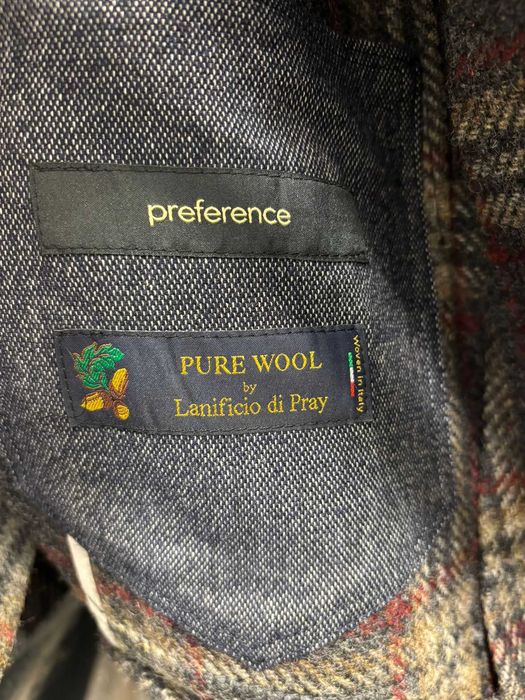 preference
PURE WOOL
by
Lanificio di Pray
Woven in Italy